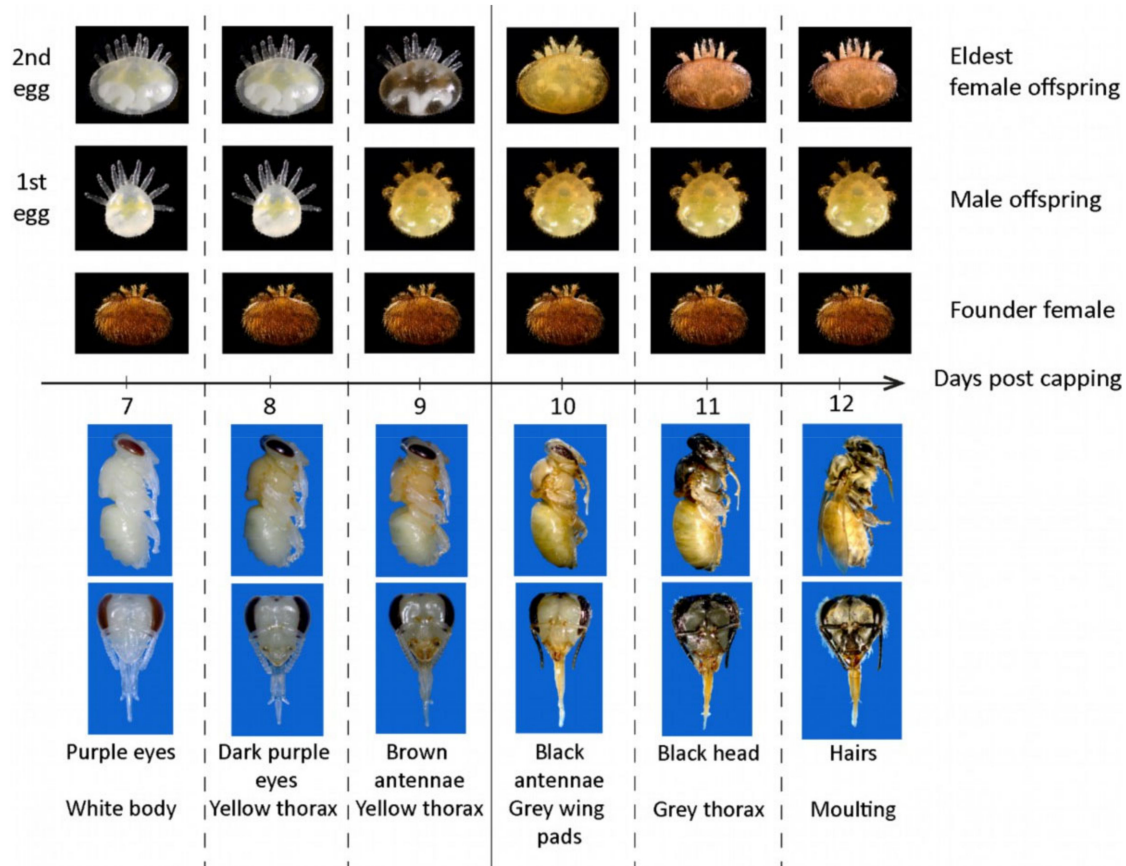 2nd
egg
Eldest
female offspring
1st
egg
Male offspring
Founder female
Days post capping
7
8
9
10
11
12
Purple eyes
White body
Dark purple
eyes
Yellow thorax
Brown
antennae
Yellow thorax
Black
antennae
Grey wing
pads
Black head
Grey thorax
Hairs
Moulting